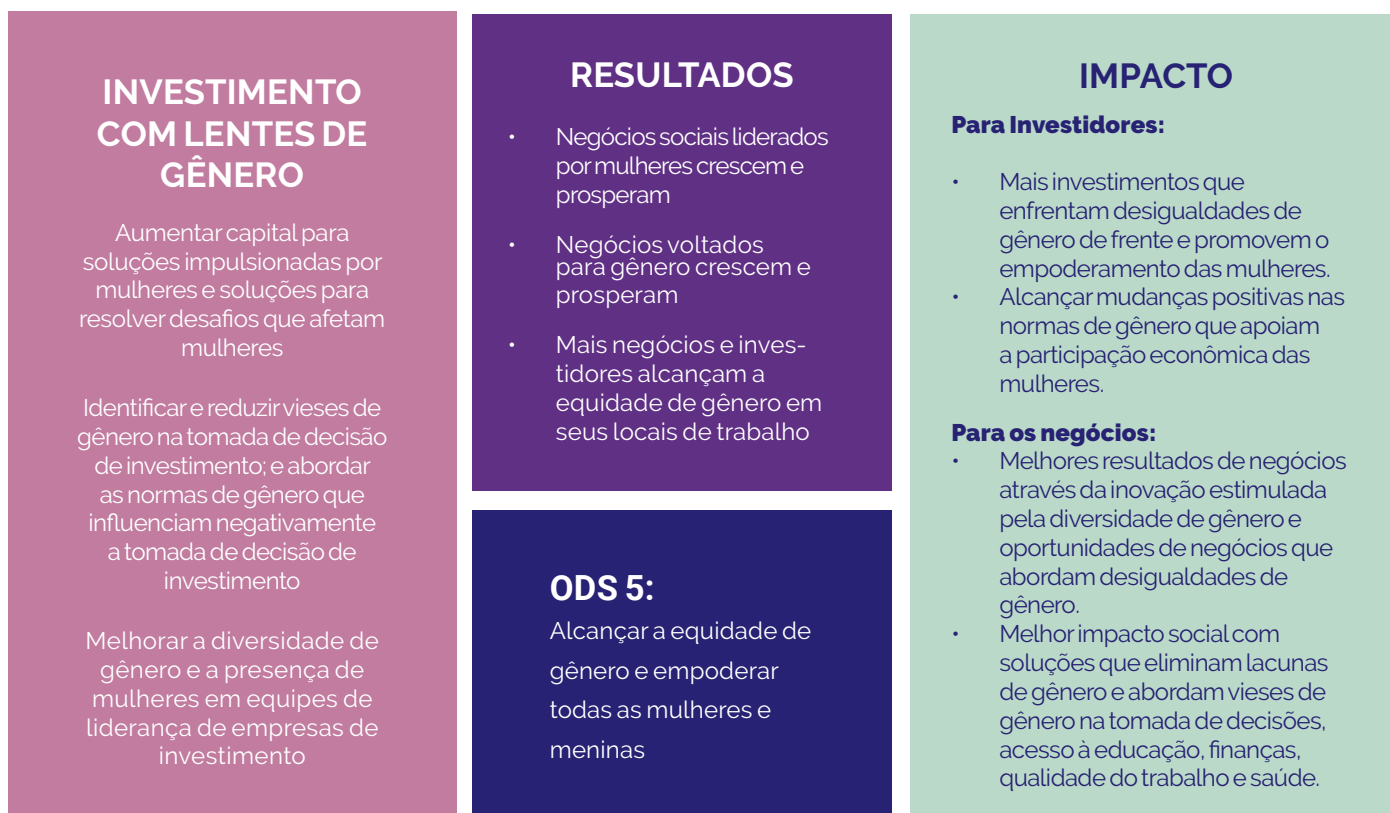 INVESTIMENTO
COM LENTES DE
GÊNERO
Aumentar capital para
soluções impulsionadas por
mulheres e soluções para
resolver desafios que afetam
mulheres
Identificar e reduzir vieses de
gênero na tomada de decisão
de investimento; e abordar
as normas de gênero que
influenciam negativamente
a tomada de decisão de
investimento
Melhorar a diversidade de
gênero e a presença de
mulheres em equipes de
liderança de empresas de
investimento
RESULTADOS
• Negócios sociais liderados
por mulheres crescem e
prosperam
• Negócios voltados
para gênero crescem e
prosperam
• Mais negócios e inves-
tidores alcançam a
equidade de gênero em
seus locais de trabalho
ODS 5:
Alcançar a equidade de
gênero e empoderar
todas as mulheres e
meninas
IMPACTO
Para Investidores:
• Mais investimentos que
enfrentam desigualdades de
gênero de frente e promovem o
empoderamento das mulheres.
• Alcançar mudanças positivas nas
normas de gênero que apoiam
a participação econômica das
mulheres.
Para os negócios:
• Melhores resultados de negócios
através da inovação estimulada
pela diversidade de gênero e
oportunidades de negócios que
abordam desigualdades de
gênero.
• Melhor impacto social com
soluções que eliminam lacunas
de gênero e abordam vieses de
gênero na tomada de decisões,
acesso à educação, finanças,
qualidade do trabalho e saúde.